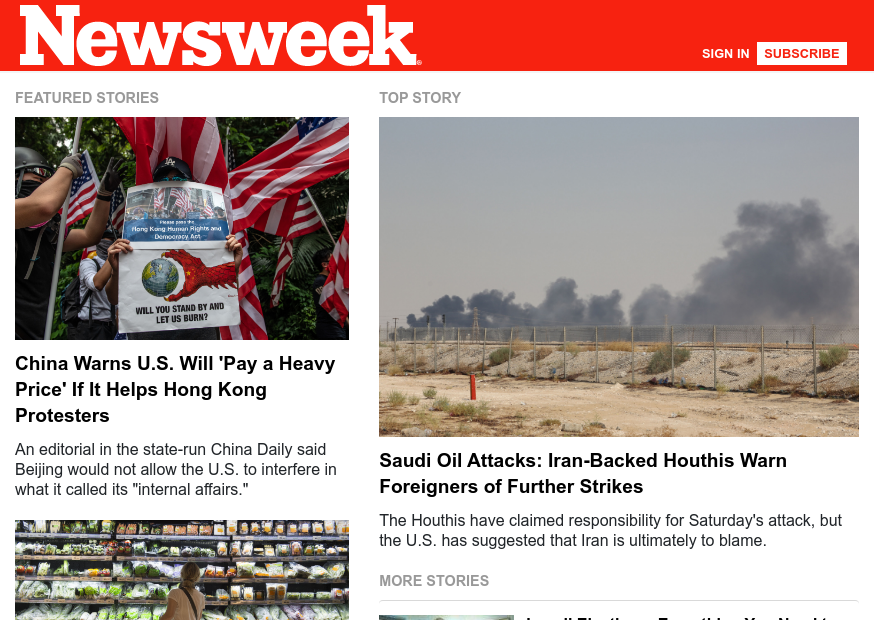 Newsweek
SIGN IN SUBSCRIBE
FEATURED STORIES
LA
Please pass the
Hong Kong Human Rights and
Democracy Act
WILL YOU STAND BY AND
LET US BURN?
China Warns U.S. Will 'Pay a Heavy
Price' If It Helps Hong Kong
Protesters
An editorial in the state-run China Daily said
Beijing would not allow the U.S. to interfere in
what it called its "internal affairs."
TOP STORY
Saudi Oil Attacks: Iran-Backed Houthis Warn
Foreigners of Further Strikes
The Houthis have claimed responsibility for Saturday's attack, but
the U.S. has suggested that Iran is ultimately to blame.
MORE STORIES